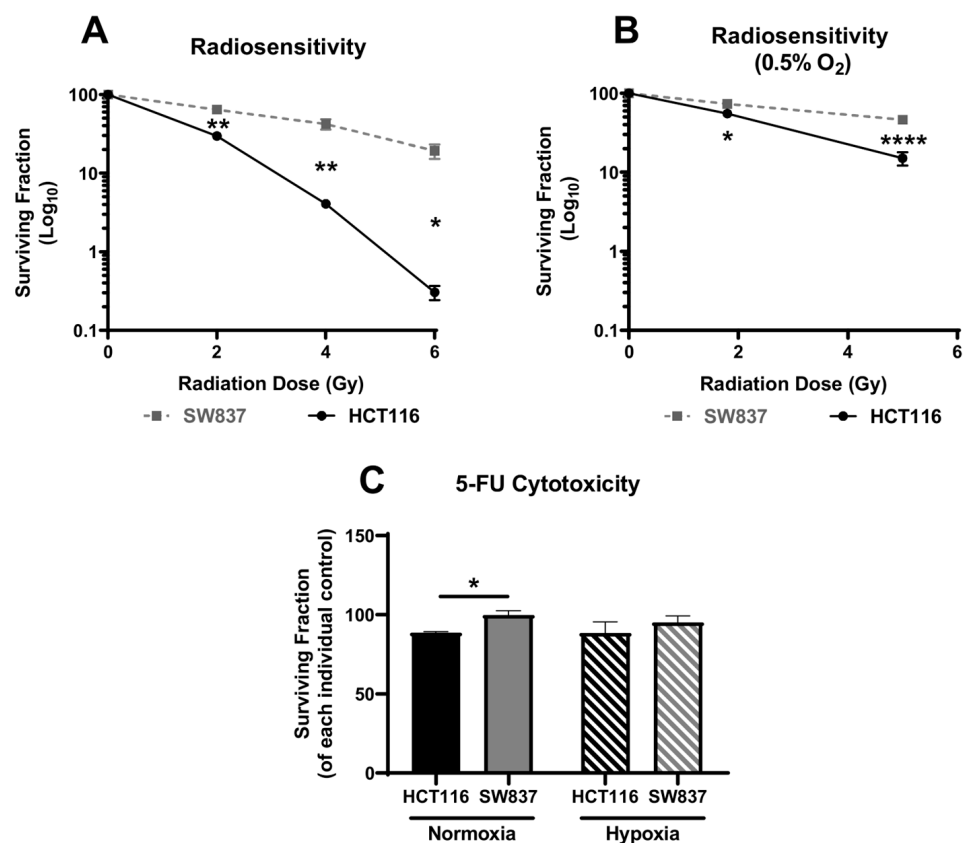 A
Radiosensitivity
Surviving Fraction
(Log₁₀)
100
10
1
0.1
**
**
*
0
2
4
6
Radiation Dose (Gy)
SW837
HCT116
B
Radiosensitivity
(0.5% O₂)
Surviving Fraction
(Log₁₀)
100
10
1
0.1
*
****
0
2
4
6
Radiation Dose (Gy)
SW837
HCT116
C
5-FU Cytotoxicity
Surviving Fraction
(of each individual control)
150
100
50
0
*
HCT116 SW837 HCT116 SW837
Normoxia Hypoxia